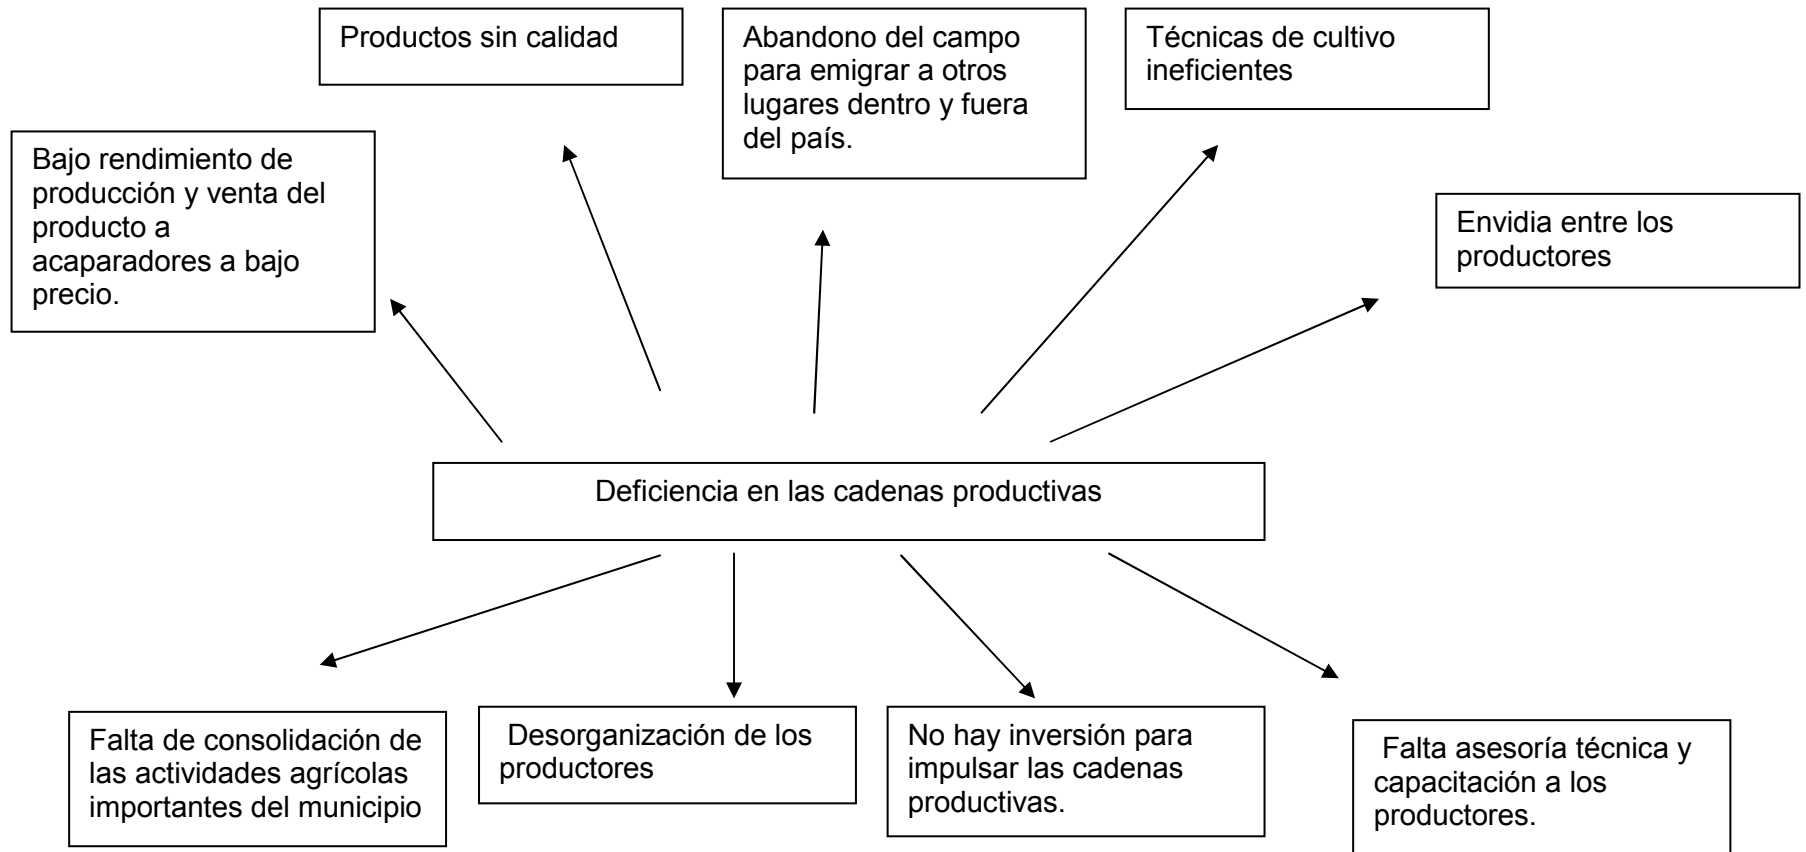 Productos sin calidad
Abandono del campo
para emigrar a otros
lugares dentro y fuera
del país.
Técnicas de cultivo
ineficientes
Bajo rendimiento de
producción y venta del
producto a
acaparadores a bajo
precio.
Envidia entre los
productores
Deficiencia en las cadenas productivas
Falta de consolidación de
las actividades agrícolas
importantes del municipio
Desorganización de los
productores
No hay inversión para
impulsar las cadenas
productivas.
Falta asesoría técnica y
capacitación a los
productores.